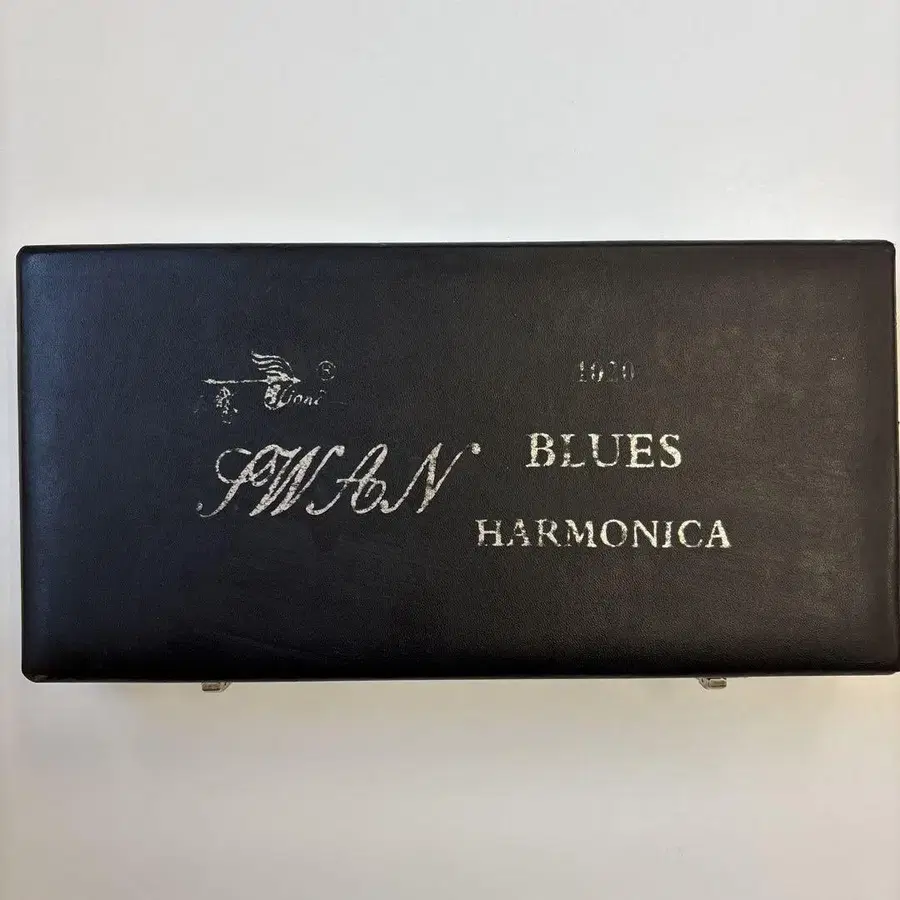 ®
SWAN
1020
BLUES
HARMONICA